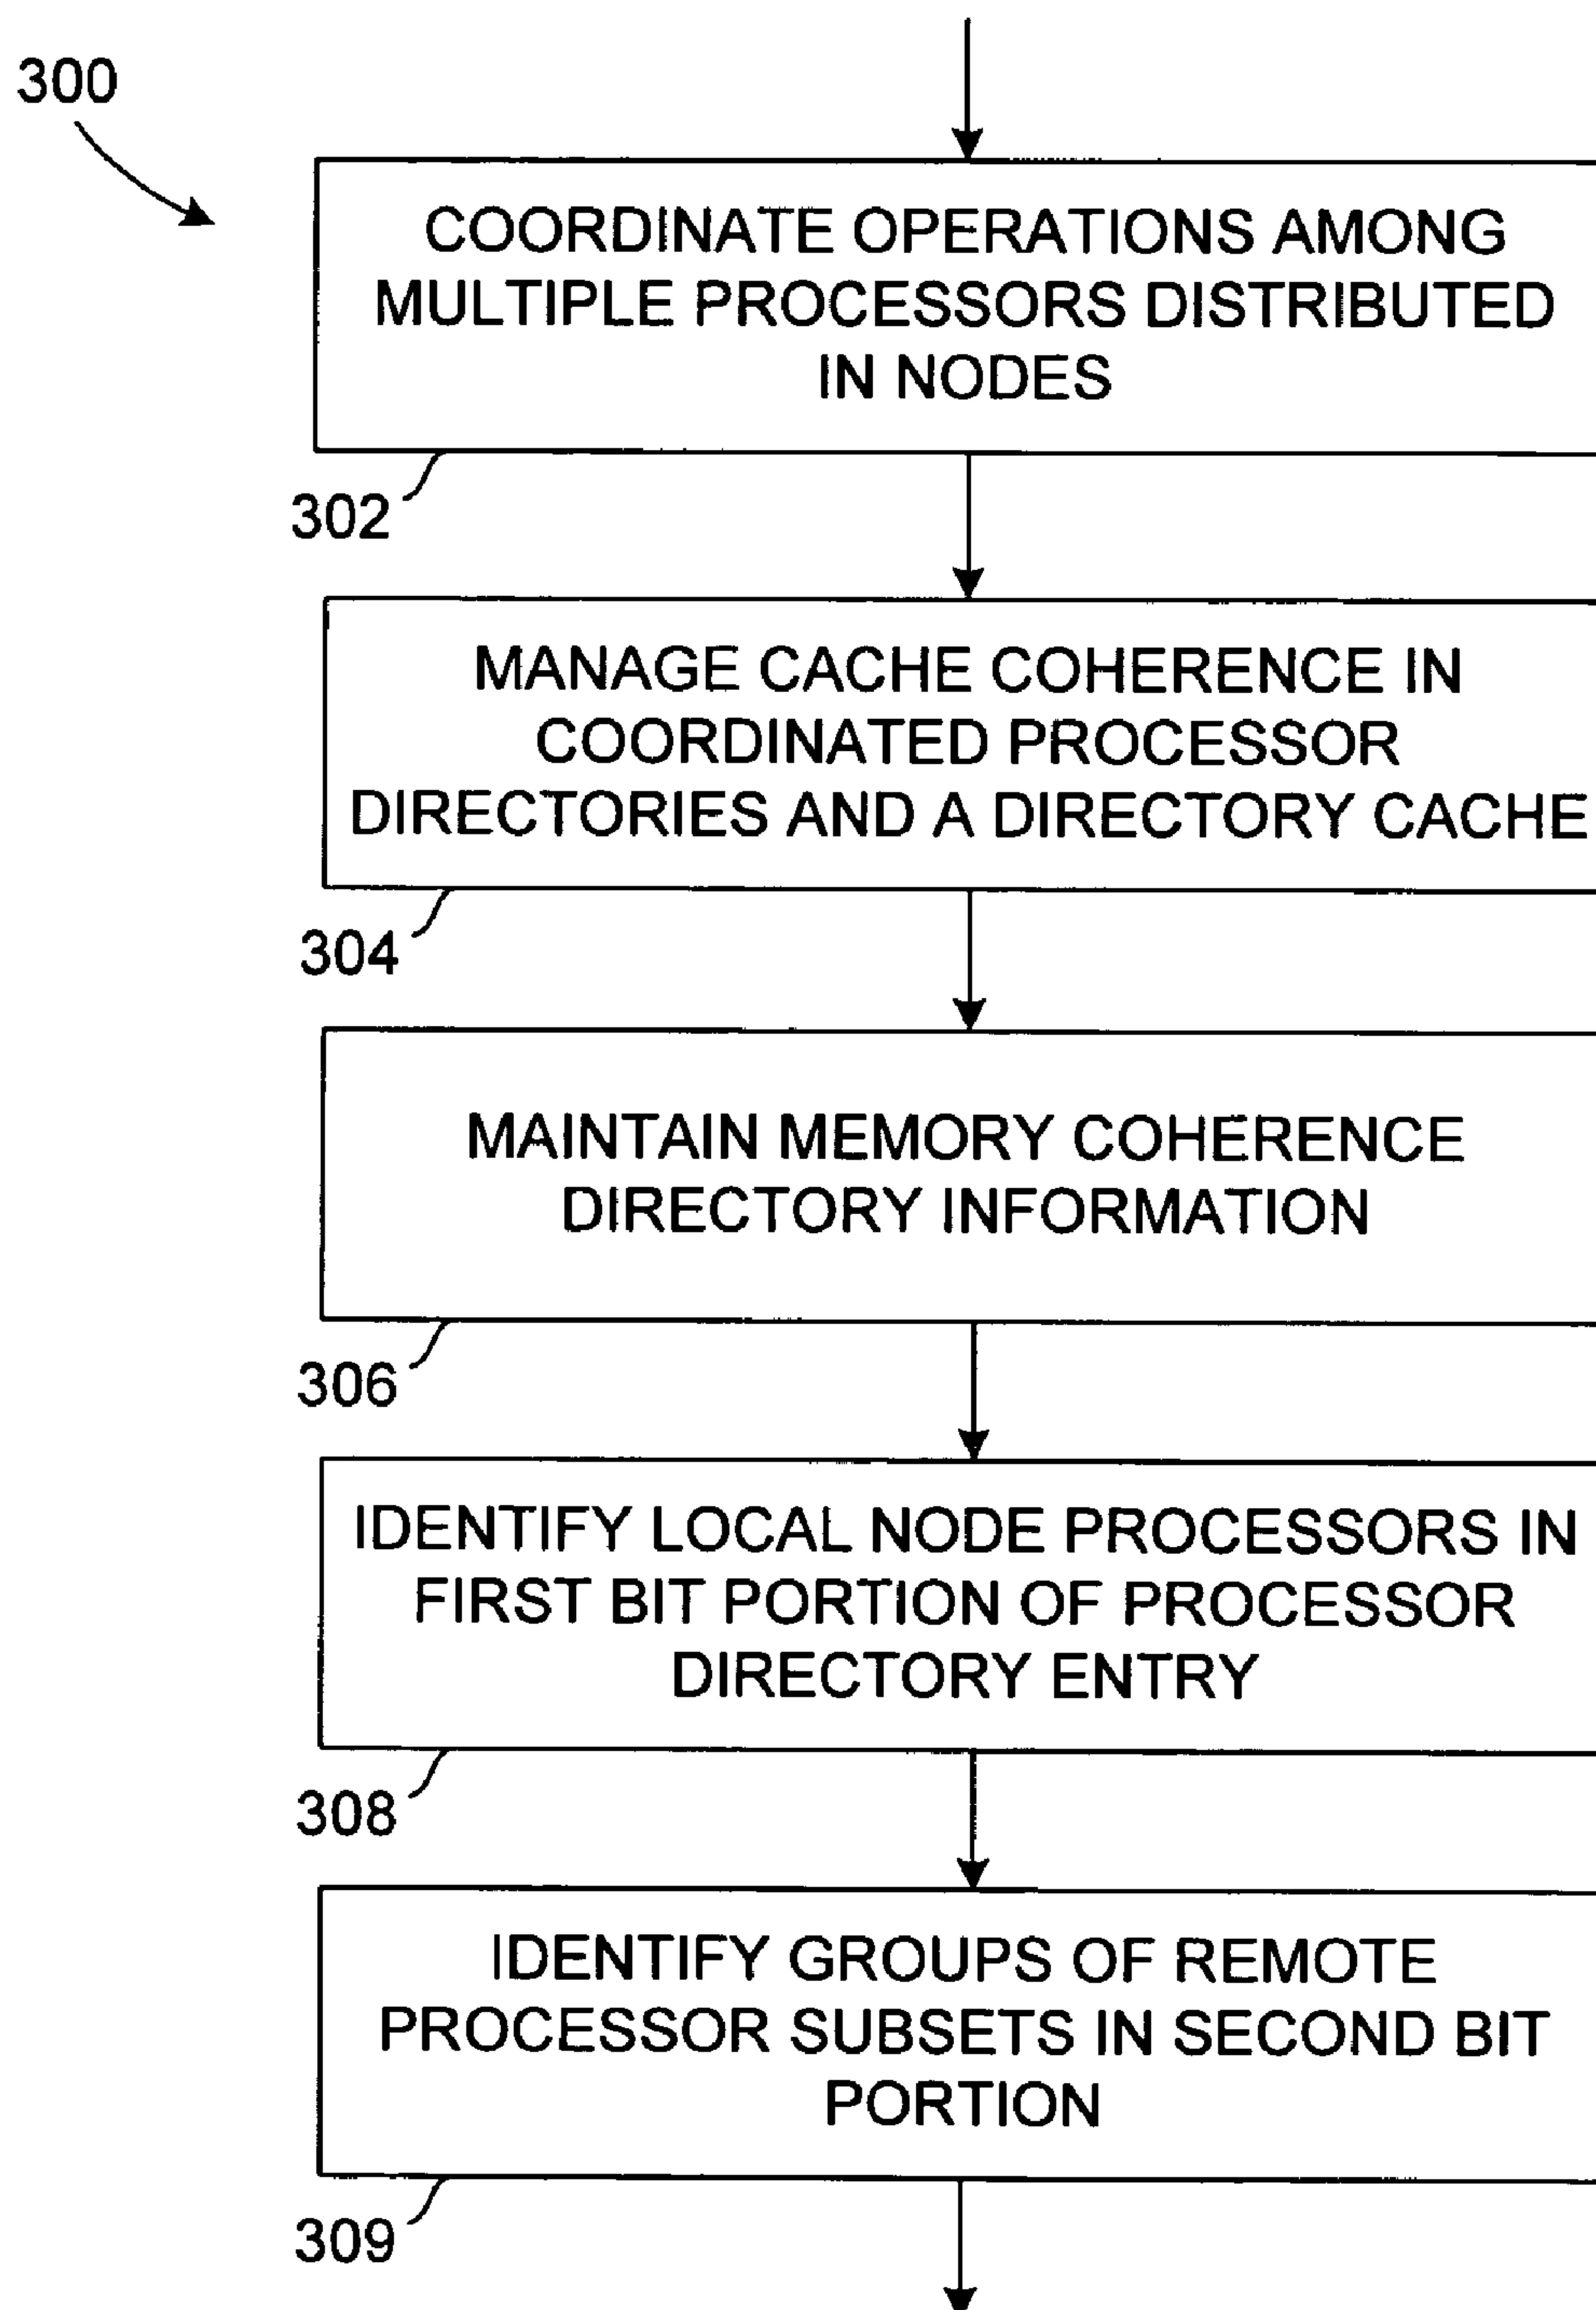 300
COORDINATE OPERATIONS AMONG
MULTIPLE PROCESSORS DISTRIBUTED
IN NODES
302
MANAGE CACHE COHERENCE IN
COORDINATED PROCESSOR
DIRECTORIES AND A DIRECTORY CACHE
304
MAINTAIN MEMORY COHERENCE
DIRECTORY INFORMATION
306
IDENTIFY LOCAL NODE PROCESSORS IN
FIRST BIT PORTION OF PROCESSOR
DIRECTORY ENTRY
308
IDENTIFY GROUPS OF REMOTE
PROCESSOR SUBSETS IN SECOND BIT
PORTION
309